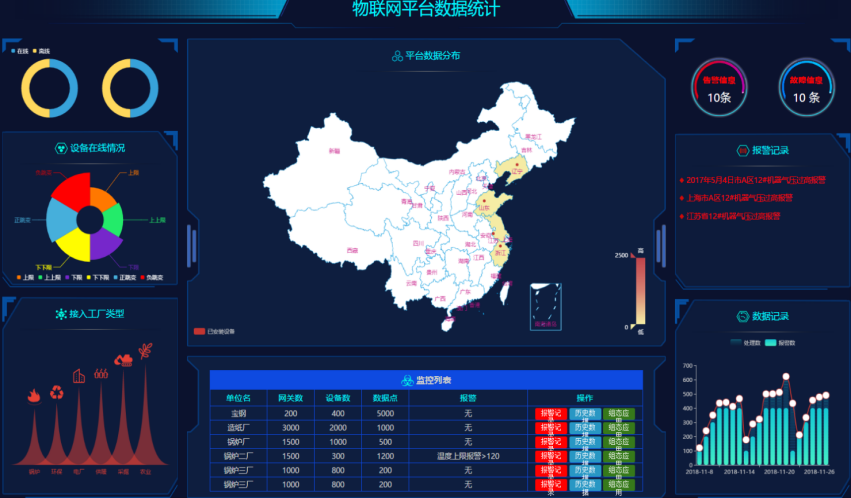 物联网平台数据统计
在线 离线
设备在线情况
负跳变
上限
正跳变
上上限
下下限
下限
上限 上上限 下限 下下限 正跳变 负跳变
接入工厂类型
锅炉 环保 电厂
农业
平台数据分布
黑龙江
吉林
辽宁
新疆
内蒙古
北京
宁夏
山西
河北
山东
青海
甘肃
陕西
河南
西藏
四川
重庆
湖北
安徽
江苏
浙江
湖南
江西
贵州
福建
云南
广西
广东
南海诸岛
高
2500
0
低
已安装设备
监控列表
单位名 网关数 设备数 数据点 报警 操作
宝钢 200 400 5000 无 报警记录 历史数据 组态应用
造纸厂 3000 2000 1000 无 报警记录 历史数据 组态应用
锅炉厂 1500 1000 500 无 报警记录 历史数据 组态应用
锅炉二厂 1500 300 1200 温度上限报警>120 报警记录 历史数据 组态应用
锅炉三厂 1000 800 200 无 报警记录 历史数据 组态应用
锅炉三厂 1000 800 200 无 报警记录 历史数据 组态应用
告警信息
10条
故障信息
10 条
报警记录
2017年5月4日市A区12#机器气压过高报警
上海市A区12#机器气压过高报警
江苏省12#机器气压过高报警
数据记录
处理数 报警数
700
600
500
400
300
200
100
0
2018-11-8 2018-11-14 2018-11-20 2018-11-26